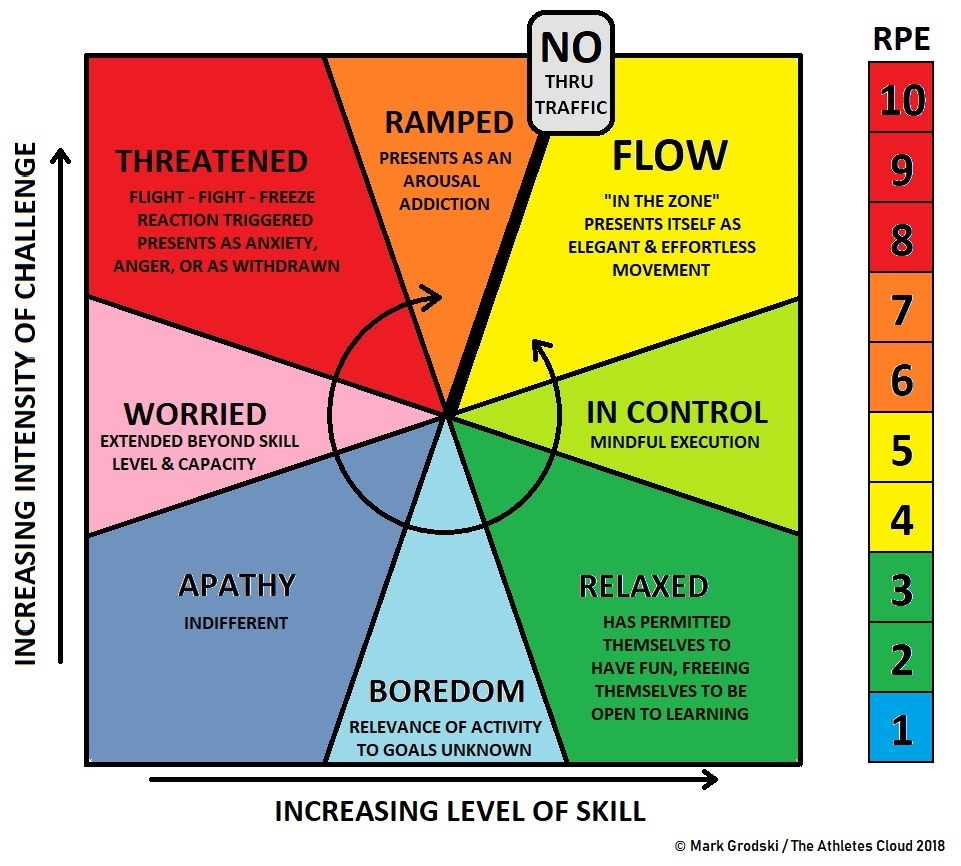 NO
THRU
TRAFFIC
RPE
INCREASING INTENSITY OF CHALLENGE
THREATENED
FLIGHT - FIGHT - FREEZE
REACTION TRIGGERED
PRESENTS AS ANXIETY,
ANGER, OR AS WITHDRAWN
RAMPED
PRESENTS AS AN
AROUSAL
ADDICTION
FLOW
"IN THE ZONE"
PRESENTS ITSELF AS
ELEGANT & EFFORTLESS
MOVEMENT
WORRIED
EXTENDED BEYOND SKILL
LEVEL & CAPACITY
IN CONTROL
MINDFUL EXECUTION
APATHY
INDIFFERENT
BOREDOM
RELEVANCE OF ACTIVITY
TO GOALS UNKNOWN
RELAXED
HAS PERMITTED
THEMSELVES TO
HAVE FUN, FREEING
THEMSELVES TO BE
OPEN TO LEARNING
10
9
8
7
6
5
4
3
2
1
INCREASING LEVEL OF SKILL
© Mark Grodski / The Athletes Cloud 2018